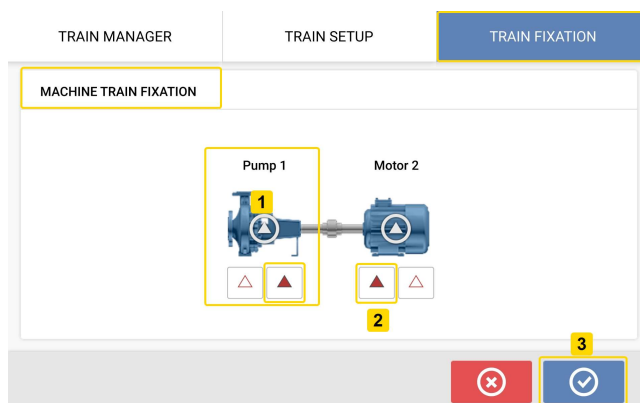 TRAIN MANAGER TRAIN SETUP TRAIN FIXATION
MACHINE TRAIN FIXATION
Pump 1 Motor 2
1
2
3